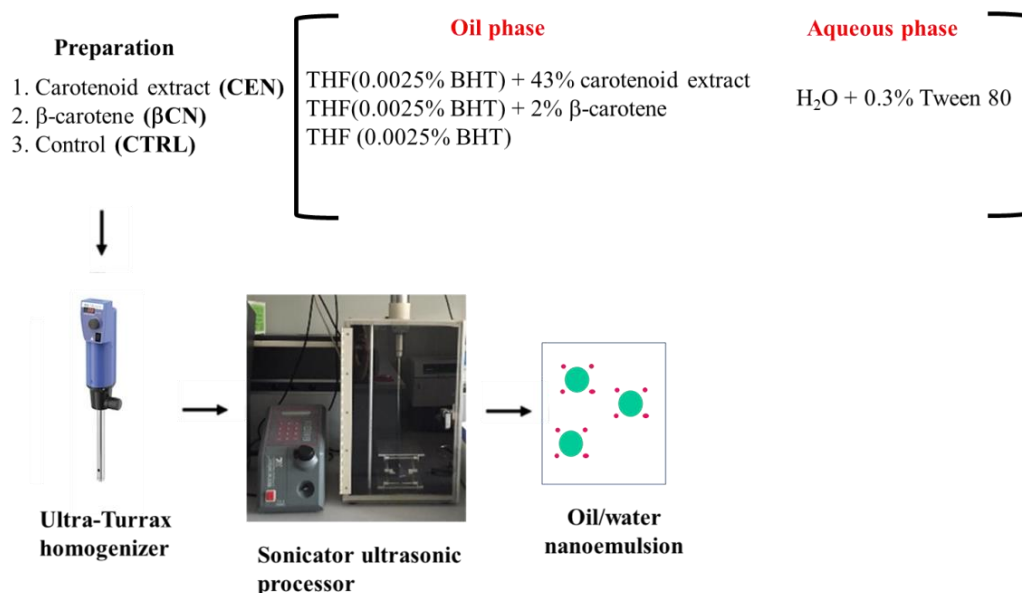 Preparation
1. Carotenoid extract (CEN)
2. β-carotene (βCN)
3. Control (CTRL)
Oil phase
THF(0.0025% BHT) + 43% carotenoid extract
THF(0.0025% BHT) + 2% β-carotene
THF (0.0025% BHT)
Aqueous phase
H₂O + 0.3% Tween 80
Ultra-Turrax
homogenizer
Sonicator ultrasonic
processor
Oil/water
nanoemulsion